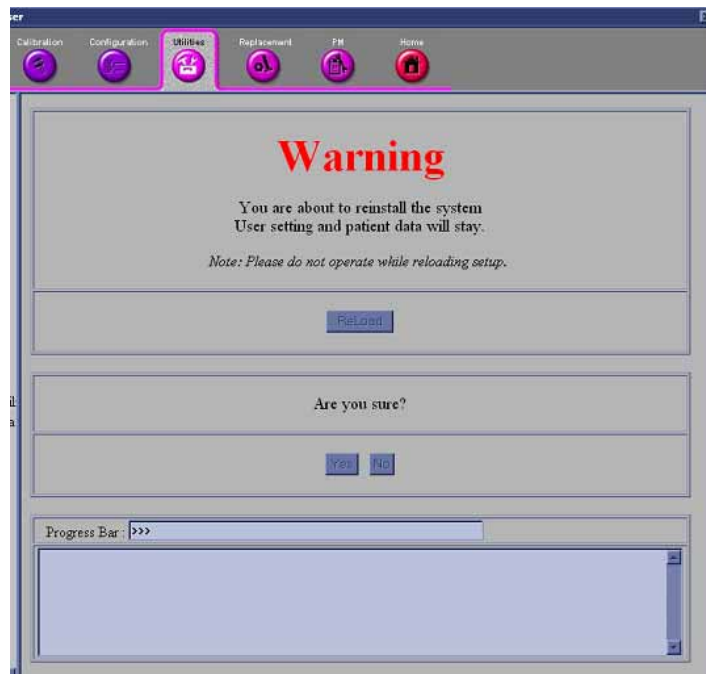 Calibration Configuration Utilities Replacement PM Home
Warning
You are about to reinstall the system
User setting and patient data will stay.
Note: Please do not operate while reloading setup.
ReLoad
Are you sure?
Yes No
Progress Bar : >>>